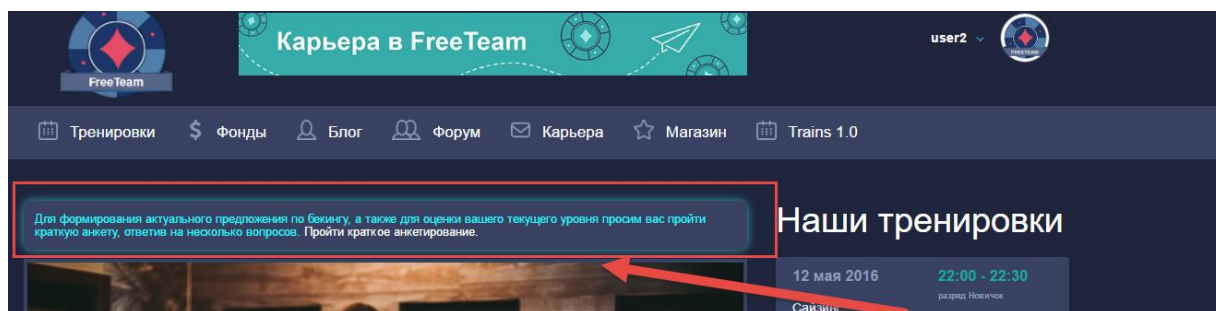 Карьера в FreeTeam
user2
FreeTeam
FREETEAM
Тренировки Фонды Блог Форум Карьера Магазин Trains 1.0
Для формирования актуального предложения по бекингу, а также для оценки вашего текущего уровня просим вас пройти
краткую анкету, ответив на несколько вопросов. Пройти краткое анкетирование.
Наши тренировки
12 мая 2016 22:00 - 22:30
разряд Новичок
Сайзинг